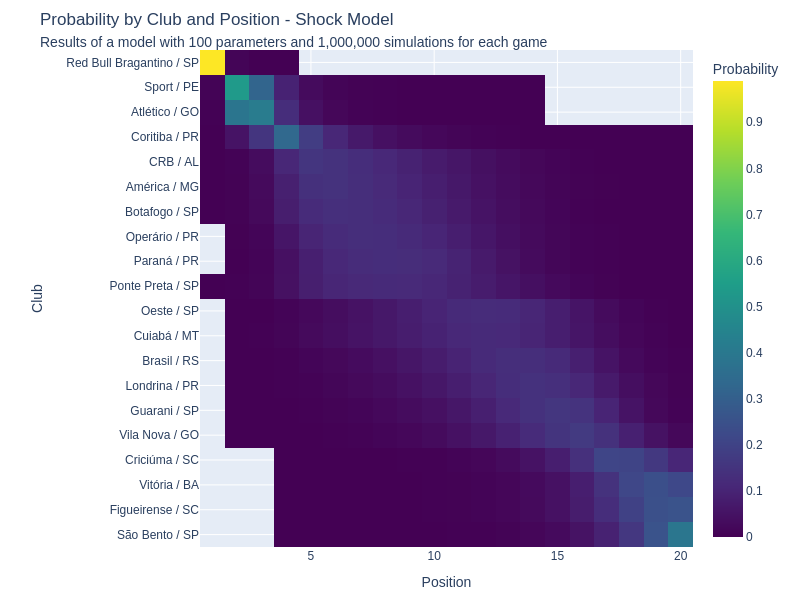 Probability by Club and Position - Shock Model
Results of a model with 100 parameters and 1,000,000 simulations for each game
Probability
Red Bull Bragantino / SP
Sport / PE
Atlético / GO
Coritiba / PR
CRB / AL
América / MG
Botafogo / SP
Operário / PR
Paraná / PR
Ponte Preta / SP
Oeste / SP
Cuiabá / MT
Brasil / RS
Londrina / PR
Guarani / SP
Vila Nova / GO
Criciúma / SC
Vitória / BA
Figueirense / SC
São Bento / SP
Club
5
10
15
20
Position
0.9
0.8
0.7
0.6
0.5
0.4
0.3
0.2
0.1
0